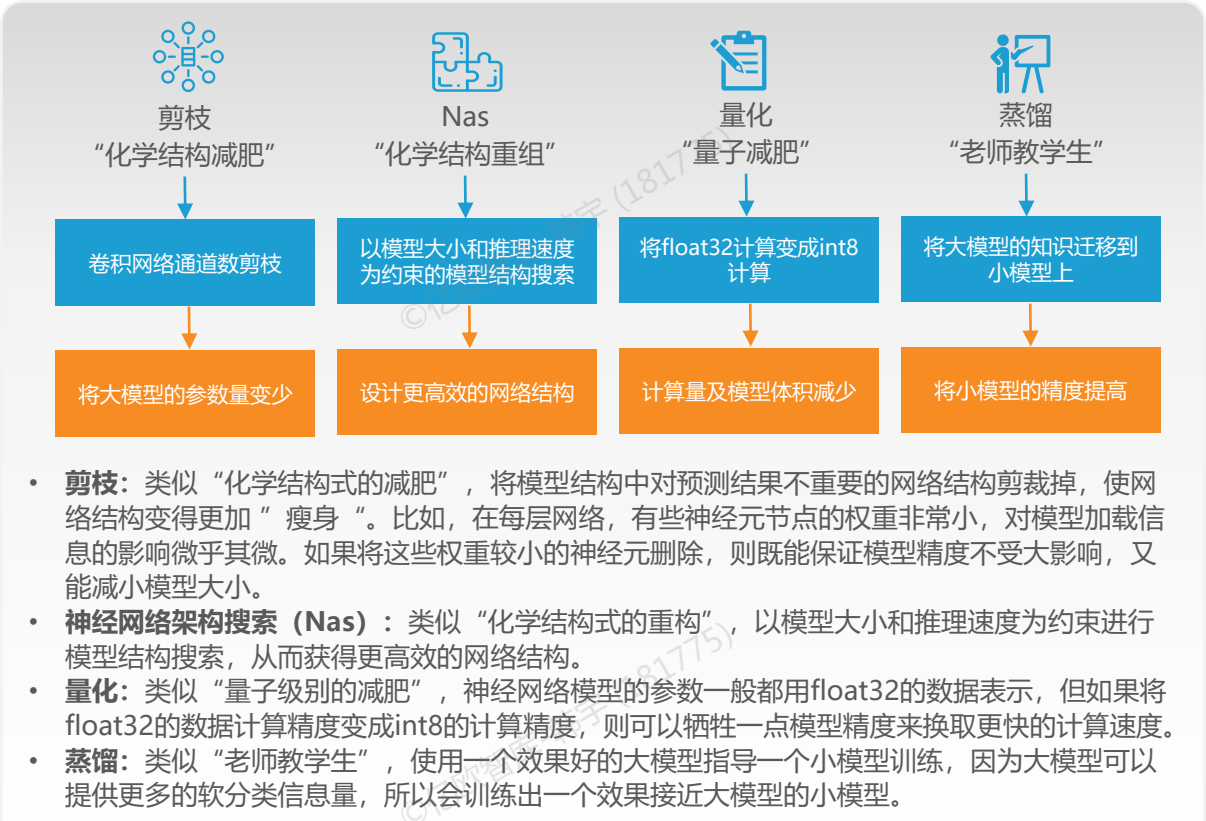 剪枝
“化学结构减肥”
Nas
“化学结构重组”
量化
“量子减肥”
蒸馏
“老师教学生”
卷积网络通道数剪枝
以模型大小和推理速度
为约束的模型结构搜索
将float32计算变成int8
计算
将大模型的知识迁移到
小模型上
将大模型的参数量变少
设计更高效的网络结构
计算量及模型体积减少
将小模型的精度提高
• 剪枝：类似“化学结构式的减肥”，将模型结构中对预测结果不重要的网络结构剪裁掉，使网
络结构变得更加 ”瘦身“。比如，在每层网络，有些神经元节点的权重非常小，对模型加载信
息的影响微乎其微。如果将这些权重较小的神经元删除，则既能保证模型精度不受大影响，又
能减小模型大小。
• 神经网络架构搜索（Nas）：类似“化学结构式的重构”，以模型大小和推理速度为约束进行
模型结构搜索，从而获得更高效的网络结构。
• 量化：类似“量子级别的减肥”，神经网络模型的参数一般都用float32的数据表示，但如果将
float32的数据计算精度变成int8的计算精度，则可以牺牲一点模型精度来换取更快的计算速度。
• 蒸馏：类似“老师教学生”，使用一个效果好的大模型指导一个小模型训练，因为大模型可以
提供更多的软分类信息量，所以会训练出一个效果接近大模型的小模型。